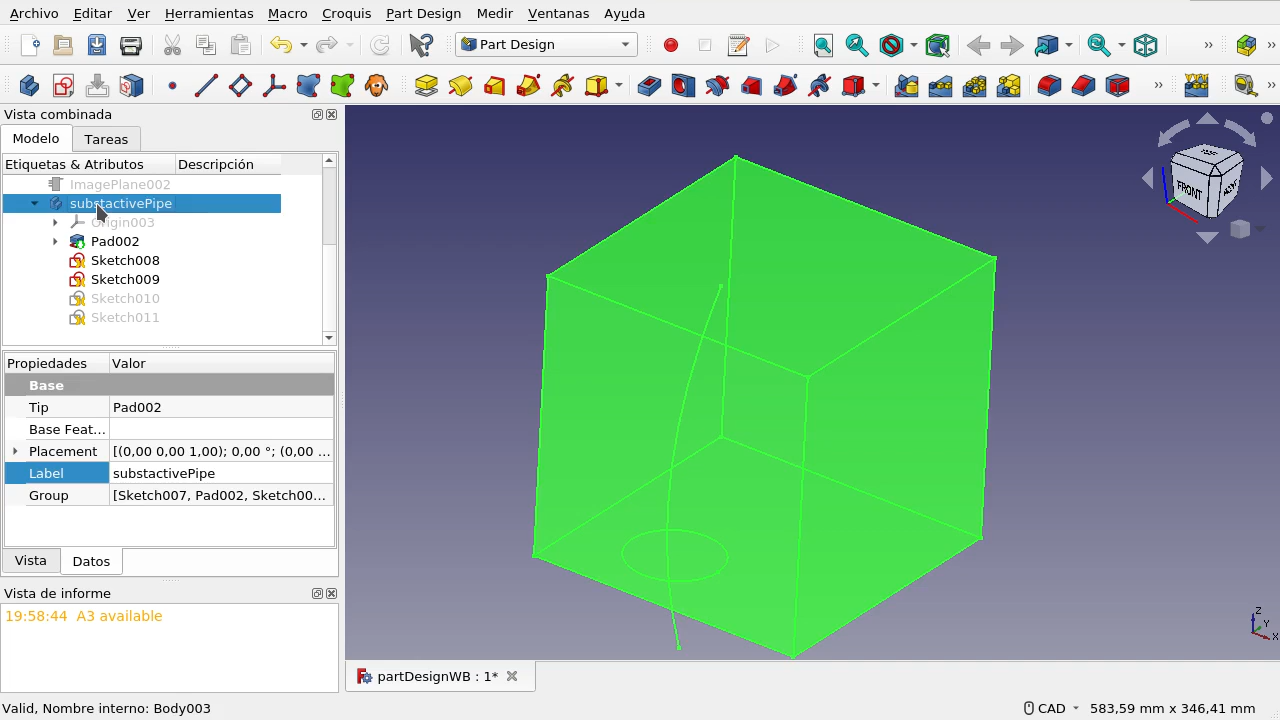 Archivo Editar Ver Herramientas Macro Croquis Part Design Medir Ventanas Ayuda
Part Design
Vista combinada
Modelo Tareas
Etiquetas & Atributos Descripción
ImagePlane002
substactivePipe
Origin003
Pad002
Sketch008
Sketch009
Sketch010
Sketch011
Propiedades Valor
Base
Tip Pad002
Base Feat...
Placement [(0,00 0,00 1,00); 0,00 °; (0,00 ...
Label substactivePipe
Group [Sketch007, Pad002, Sketch00...
Vista Datos
Vista de informe
19:58:44 A3 available
FRONT
Z
Y
X
partDesignWB : 1*
Valid, Nombre interno: Body003
CAD 583,59 mm x 346,41 mm